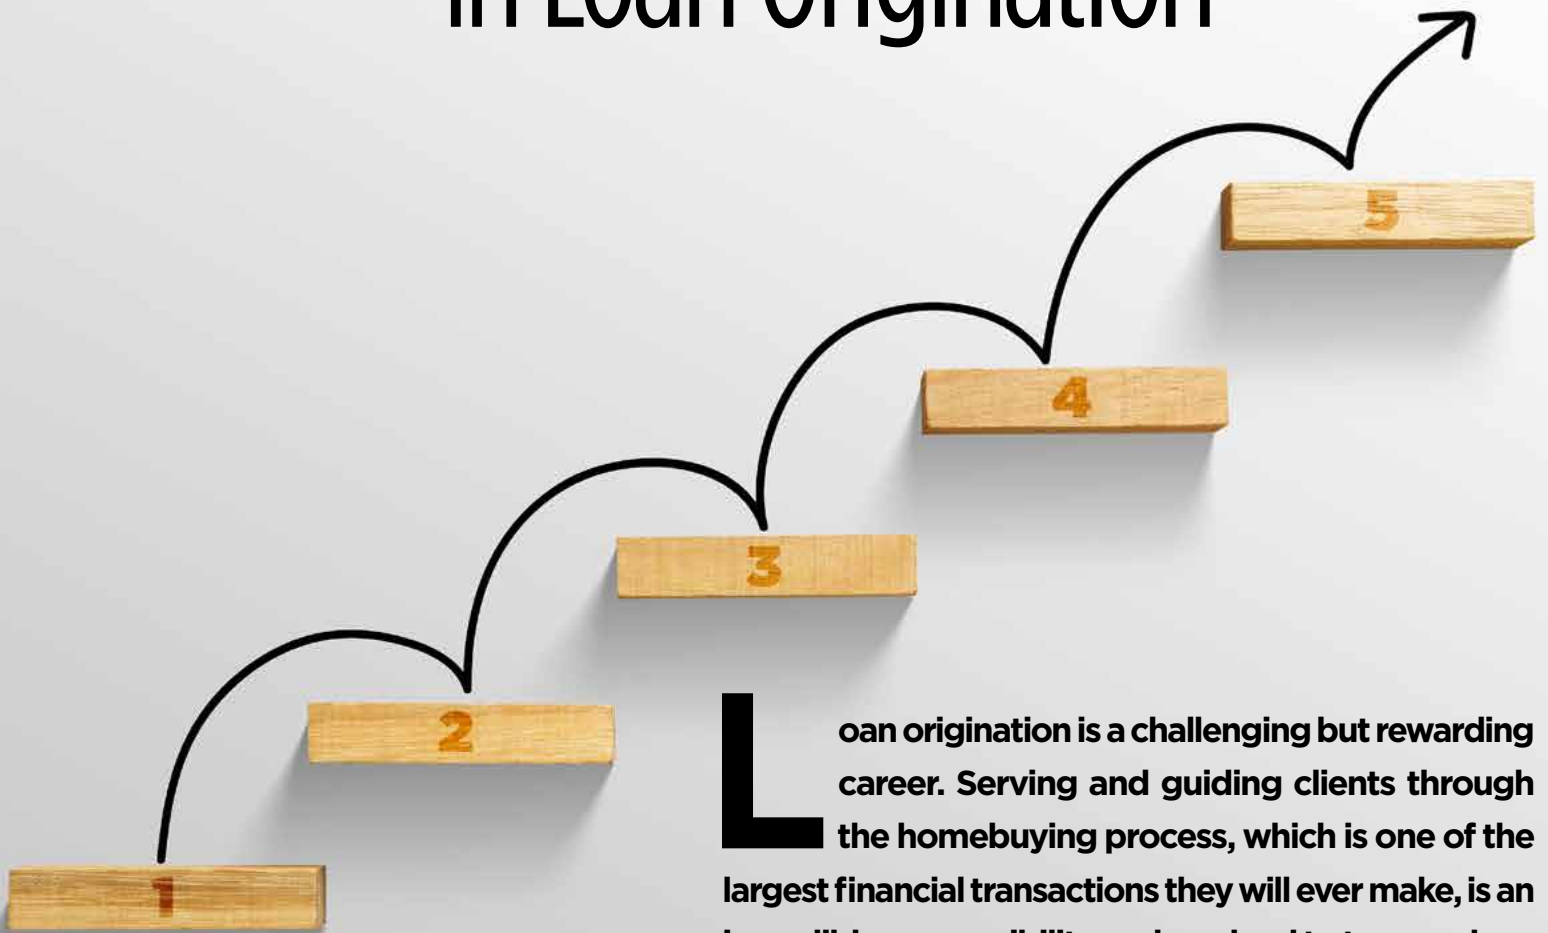 in Loan Origination
5
4
3
2
1
Loan origination is a challenging but rewarding
career. Serving and guiding clients through
the homebuying process, which is one of the
largest financial transactions they will ever make, is an